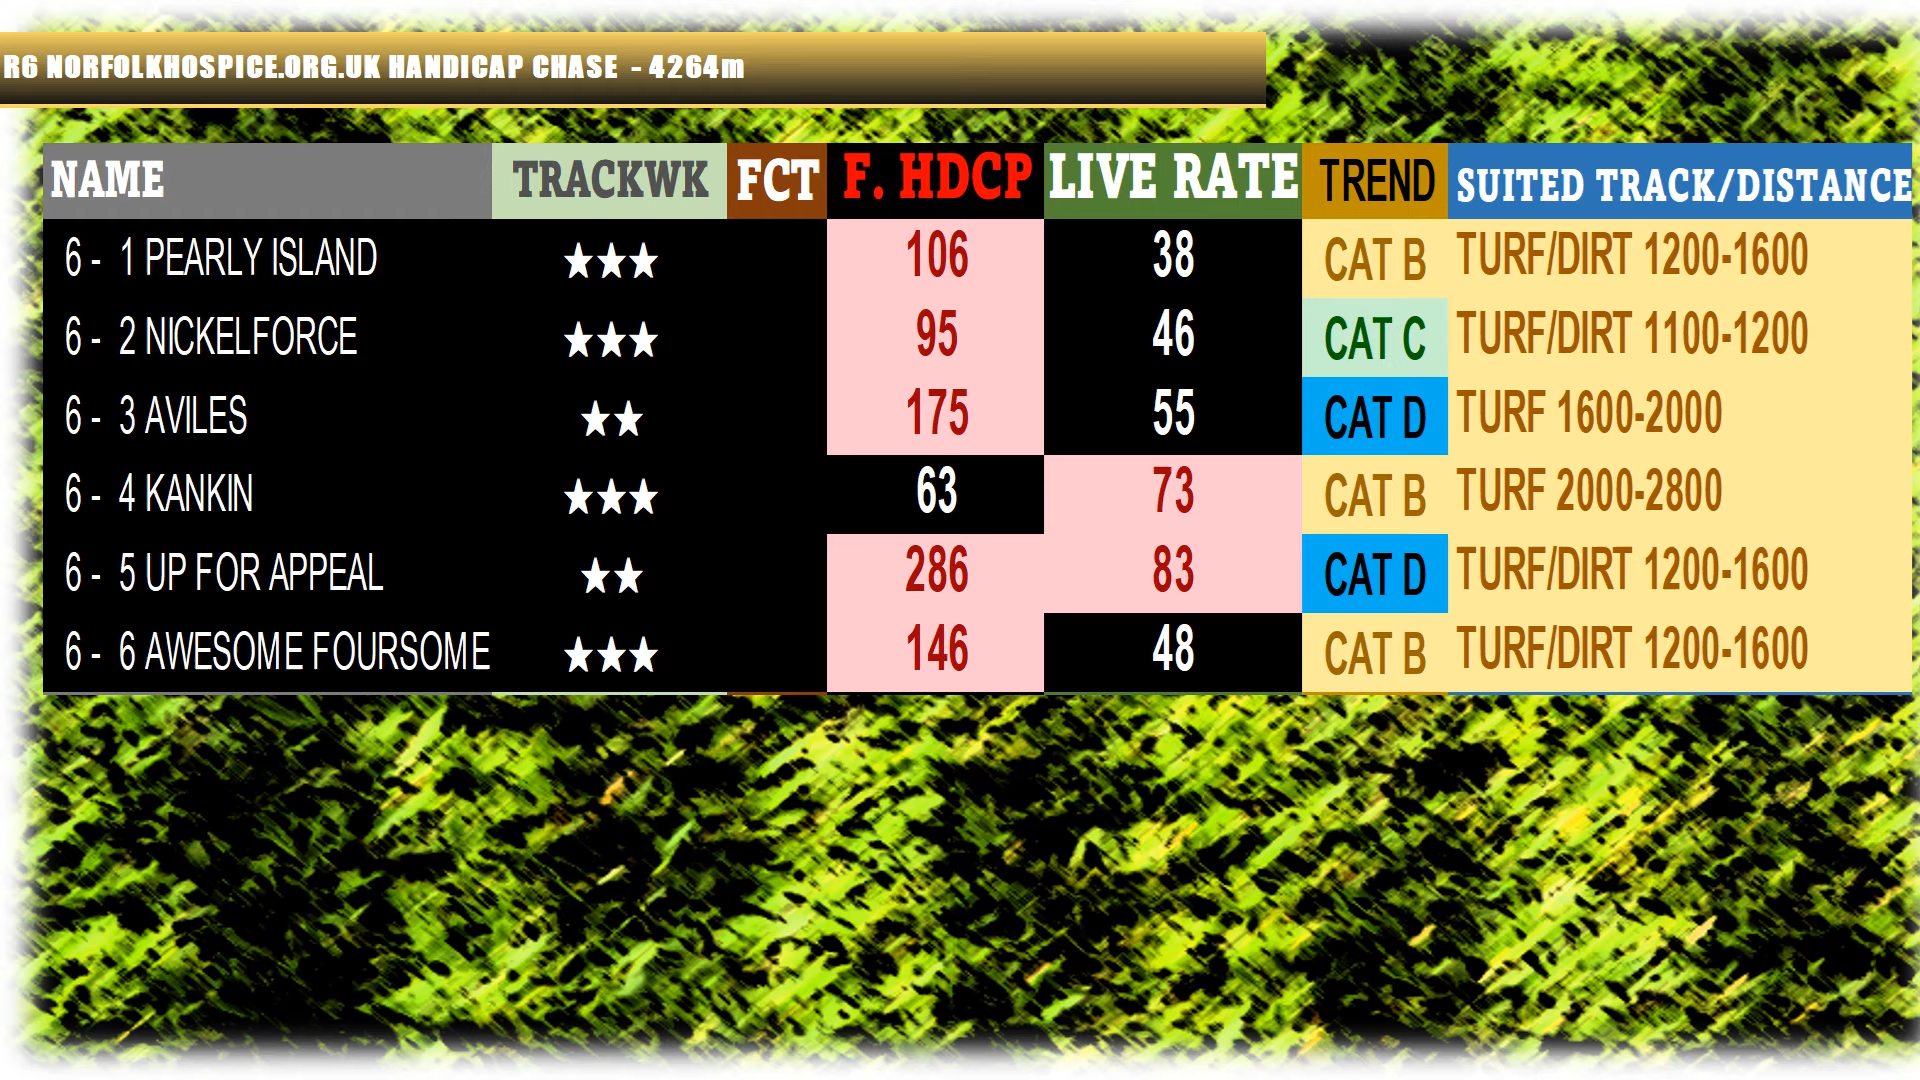 R6 NORFOLKHOSPICE.ORG.UK HANDICAP CHASE - 4264m
NAME TRACKWK FCT F. HDCP LIVE RATE TREND SUITED TRACK/DISTANCE
6 - 1 PEARLY ISLAND ★★★ 106 38 CAT B TURF/DIRT 1200-1600
6 - 2 NICKELFORCE ★★★ 95 46 CAT C TURF/DIRT 1100-1200
6 - 3 AVILES ★★ 175 55 CAT D TURF 1600-2000
6 - 4 KANKIN ★★★ 63 73 CAT B TURF 2000-2800
6 - 5 UP FOR APPEAL ★★ 286 83 CAT D TURF/DIRT 1200-1600
6 - 6 AWESOME FOURSOME ★★★ 146 48 CAT B TURF/DIRT 1200-1600